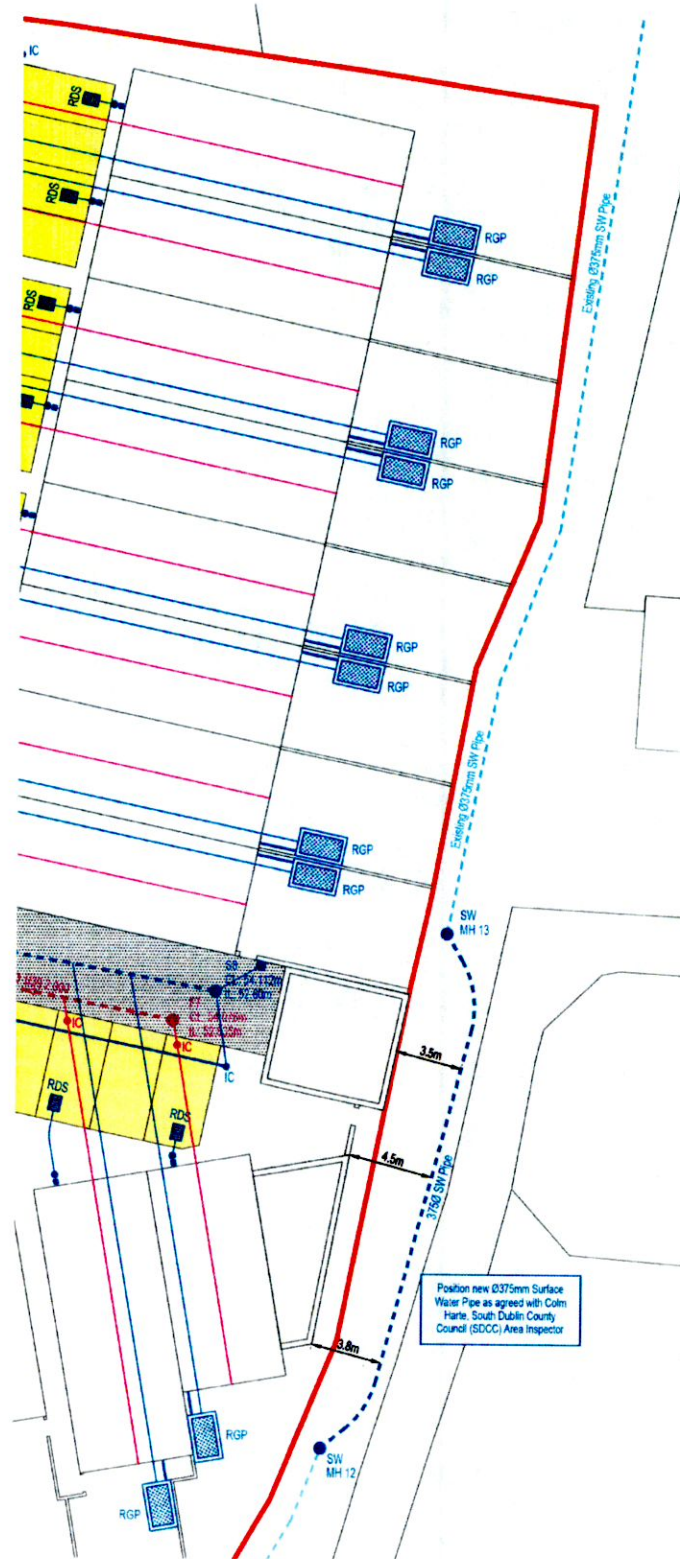 IC
RDS
RDS
RGP
RGP
Existing Ø375mm SW Pipe
RDS
RGP
RGP
RGP
RGP
Existing Ø375mm SW Pipe
RGP
RGP
SW
MH 13
IC
IC
IC
3.5m
RDS
RDS
4.5m
375Ø SW Pipe
Position new Ø375mm Surface
Water Pipe as agreed with Colm
Harte, South Dublin County
Council (SDCC) Area Inspector
3.8m
RGP
SW
MH 12
RGP